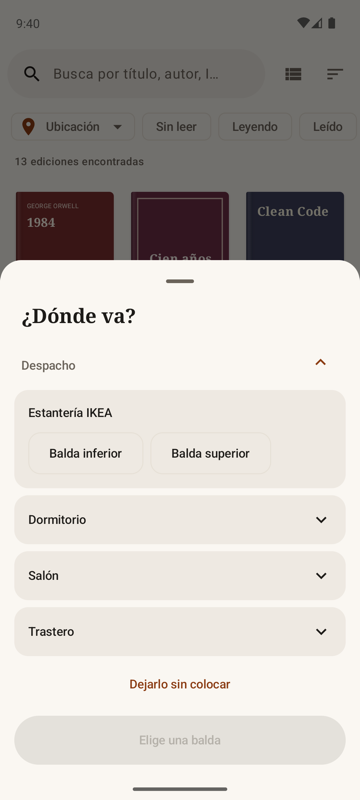 9:40
Busca por título, autor, I...
Ubicación
Sin leer
Leyendo
Leído
13 ediciones encontradas
GEORGE ORWELL
1984
Cien años
Clean Code
¿Dónde va?
Despacho
Estantería IKEA
Balda inferior
Balda superior
Dormitorio
Salón
Trastero
Dejarlo sin colocar
Elige una balda